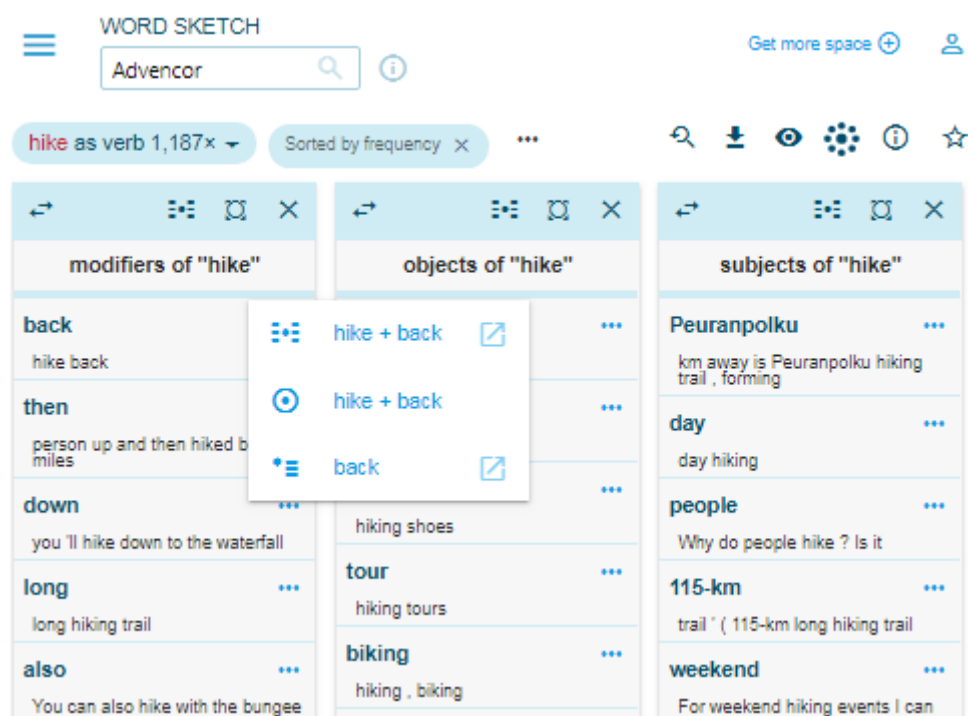 WORD SKETCH
Advencor
Get more space
hike as verb 1,187×
Sorted by frequency
modifiers of "hike"
back
hike back
then
person up and then hiked b
miles
down
you 'll hike down to the waterfall
long
long hiking trail
also
You can also hike with the bungee
hike + back
hike + back
back
objects of "hike"
hiking shoes
tour
hiking tours
biking
hiking , biking
subjects of "hike"
Peuranpolku
km away is Peuranpolku hiking
trail , forming
day
day hiking
people
Why do people hike ? Is it
115-km
trail " ( 115-km long hiking trail
weekend
For weekend hiking events I can